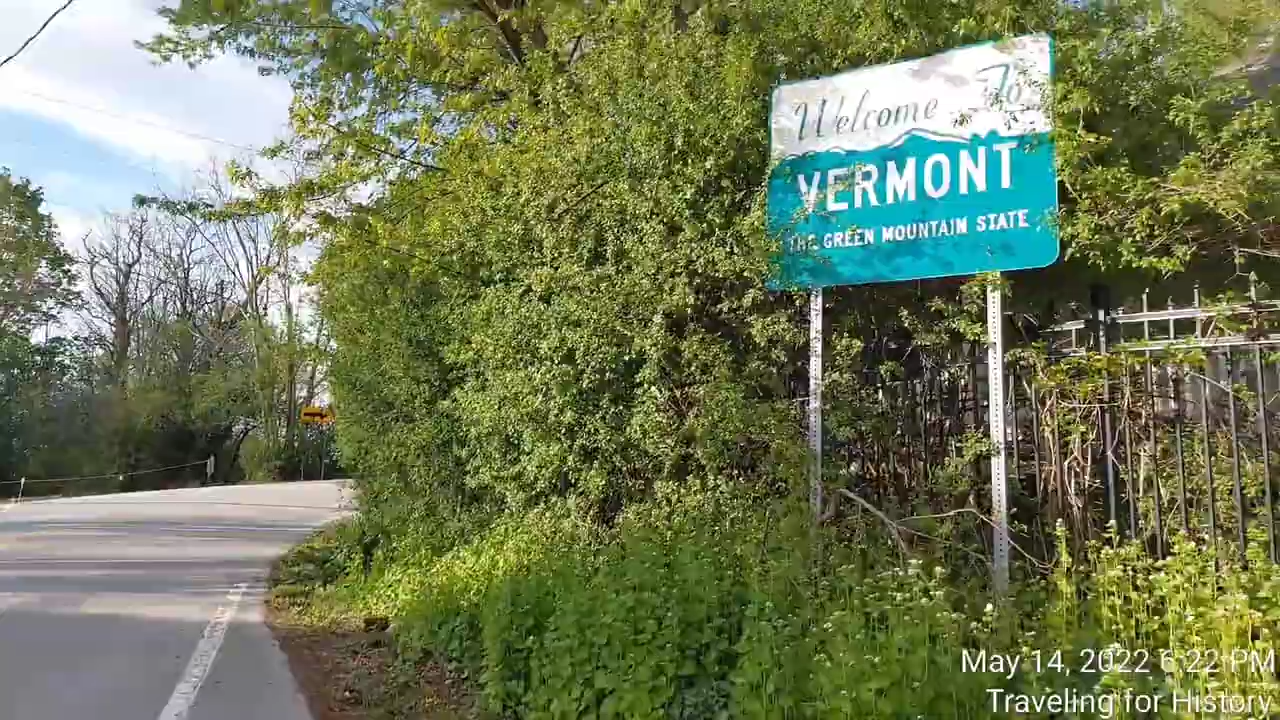 Welcome To
VERMONT
THE GREEN MOUNTAIN STATE
May 14, 2022 6:22 PM
Traveling for History